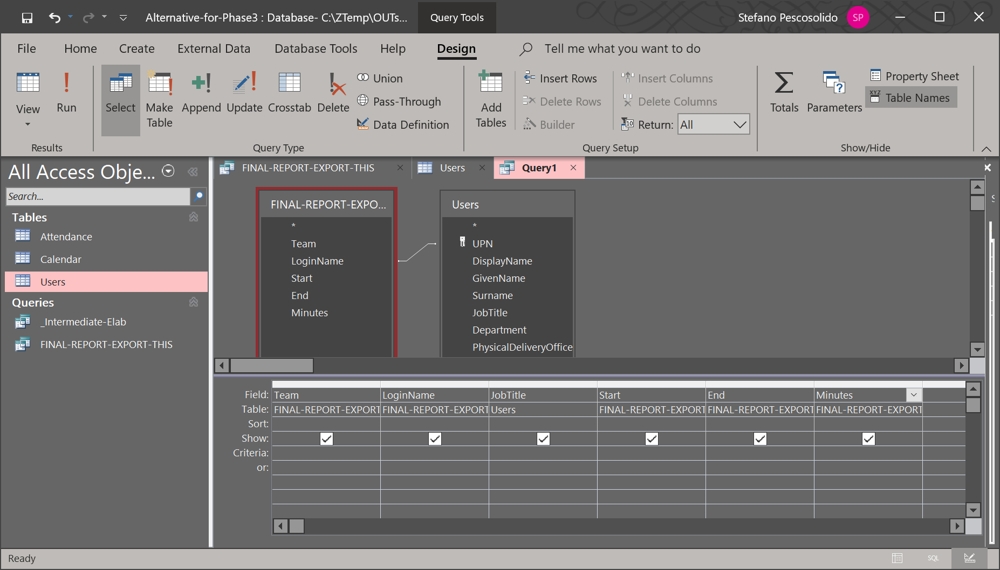 Alternative-for-Phase3 : Database- C:\ZTemp\OUTs...
Query Tools
Stefano Pescosolido
SP
File
Home
Create
External Data
Database Tools
Help
Design
Tell me what you want to do
View
Run
Select
Make
Table
Append
Update
Crosstab
Delete
Union
Pass-Through
Data Definition
Add
Tables
Insert Rows
Delete Rows
Builder
Insert Columns
Delete Columns
10
Return:
All
Totals
Parameters
Property Sheet
XYZ
Table Names
Results
Query Type
Query Setup
Show/Hide
All Access Obje...
Search...
Tables
Attendance
Calendar
Users
Queries
_Intermediate-Elab
FINAL-REPORT-EXPORT-THIS
FINAL-REPORT-EXPORT-THIS
Users
Query1
FINAL-REPORT-EXPO...
*
Team
LoginName
Start
End
Minutes
Users
*
UPN
DisplayName
GivenName
Surname
JobTitle
Department
PhysicalDeliveryOffice
Field:
Team
LoginName
JobTitle
Start
End
Minutes
Table:
FINAL-REPORT-EXPORT
FINAL-REPORT-EXPORT
Users
FINAL-REPORT-EXPORT
FINAL-REPORT-EXPORT
FINAL-REPORT-EXPORT
Sort:
Show:
Criteria:
or:
Ready
SQL